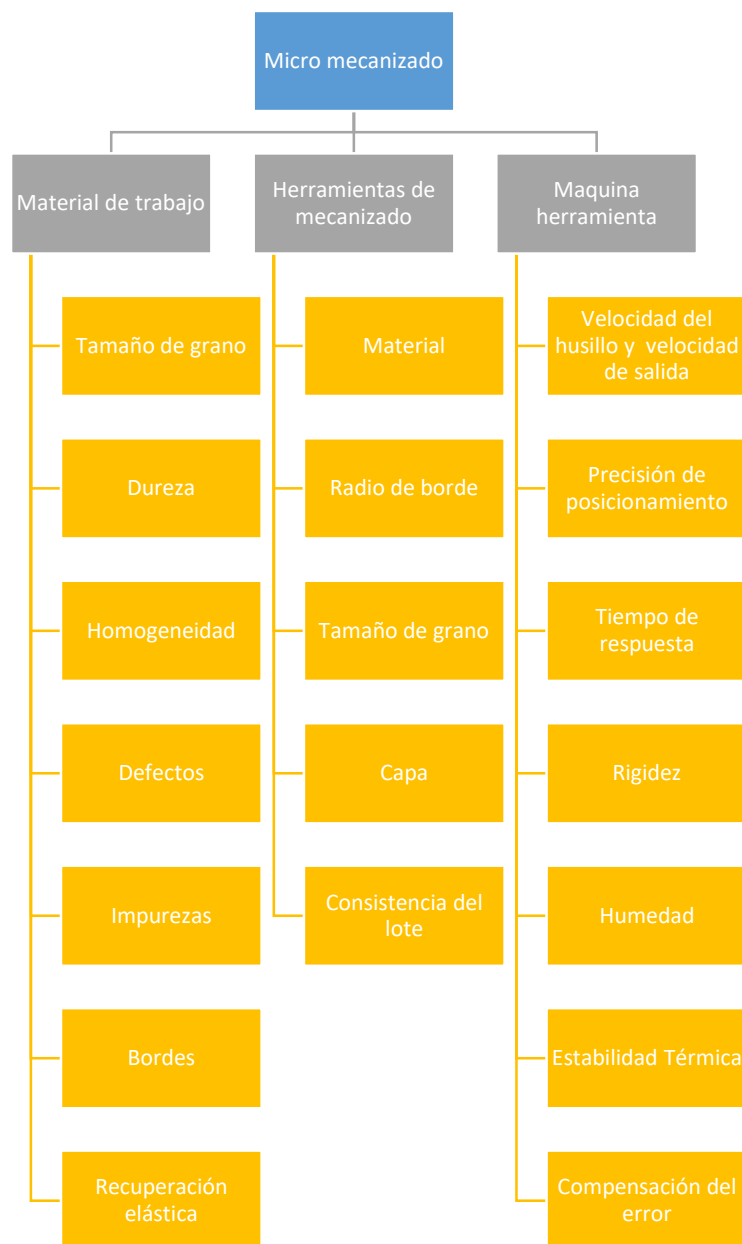 Micro mecanizado
Material de trabajo
Herramientas de
mecanizado
Maquina
herramienta
Tamaño de grano
Dureza
Homogeneidad
Defectos
Impurezas
Bordes
Recuperación
elástica
Material
Radio de borde
Tamaño de grano
Capa
Consistencia del
lote
Velocidad del
husillo y velocidad
de salida
Precisión de
posicionamiento
Tiempo de
respuesta
Rigidez
Humedad
Estabilidad Térmica
Compensación del
error